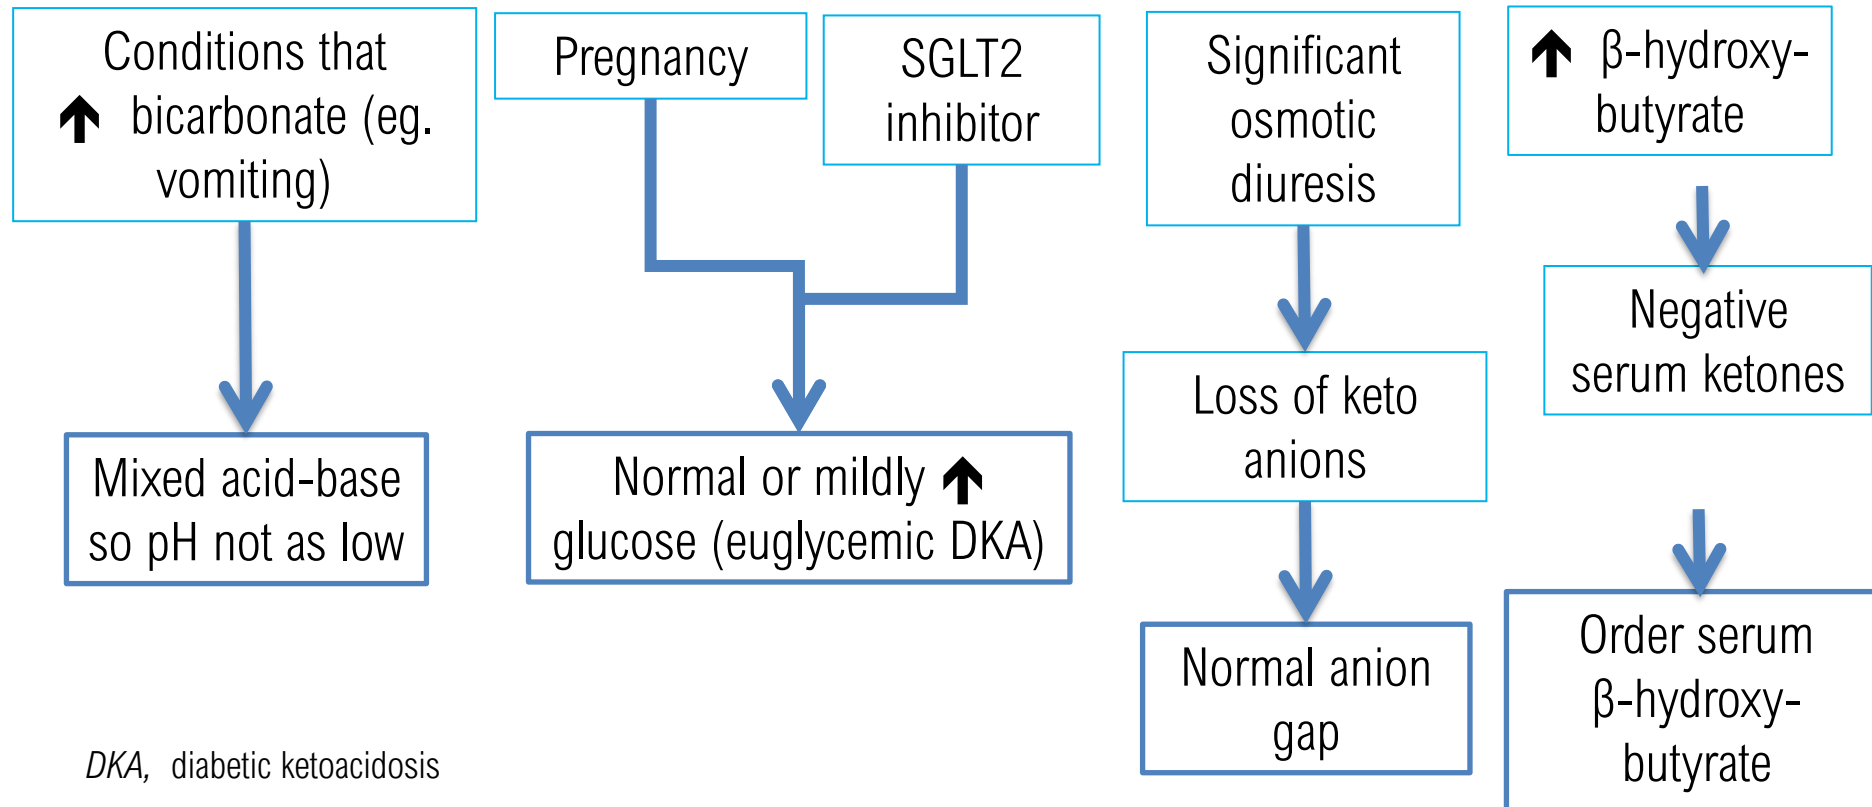 Conditions that
↑ bicarbonate (eg.
vomiting)
Mixed acid-base
so pH not as low
Pregnancy
SGLT2
inhibitor
Normal or mildly ↑
glucose (euglycemic DKA)
Significant
osmotic
diuresis
Loss of keto
anions
Normal anion
gap
↑ β-hydroxy-
butyrate
Negative
serum ketones
Order serum
β-hydroxy-
butyrate
DKA, diabetic ketoacidosis